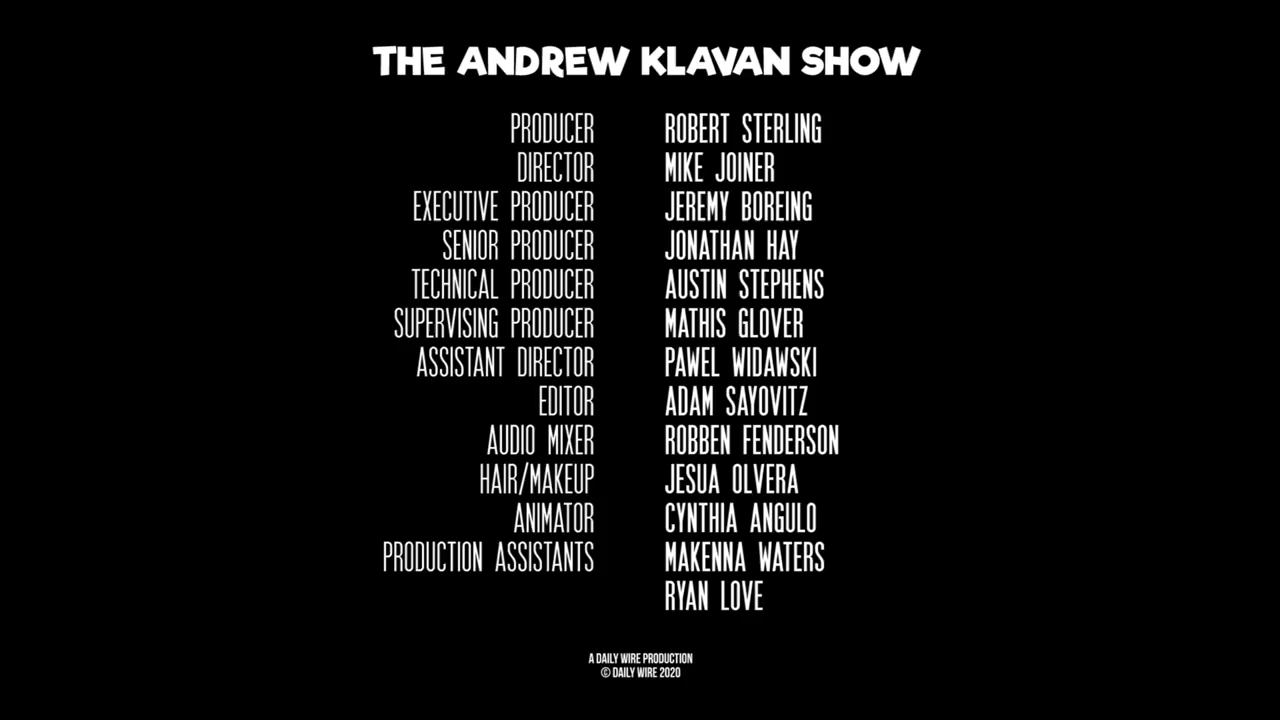 THE ANDREW KLAVAN SHOW
PRODUCER ROBERT STERLING
DIRECTOR MIKE JOINER
EXECUTIVE PRODUCER JEREMY BOREING
SENIOR PRODUCER JONATHAN HAY
TECHNICAL PRODUCER AUSTIN STEPHENS
SUPERVISING PRODUCER MATHIS GLOVER
ASSISTANT DIRECTOR PAWEL WIDAWSKI
EDITOR ADAM SAYOVITZ
AUDIO MIXER ROBBEN FENDERSON
HAIR/MAKEUP JESUA OLVERA
ANIMATOR CYNTHIA ANGULO
PRODUCTION ASSISTANTS MAKENNA WATERS
RYAN LOVE
A DAILY WIRE PRODUCTION
© DAILY WIRE 2020